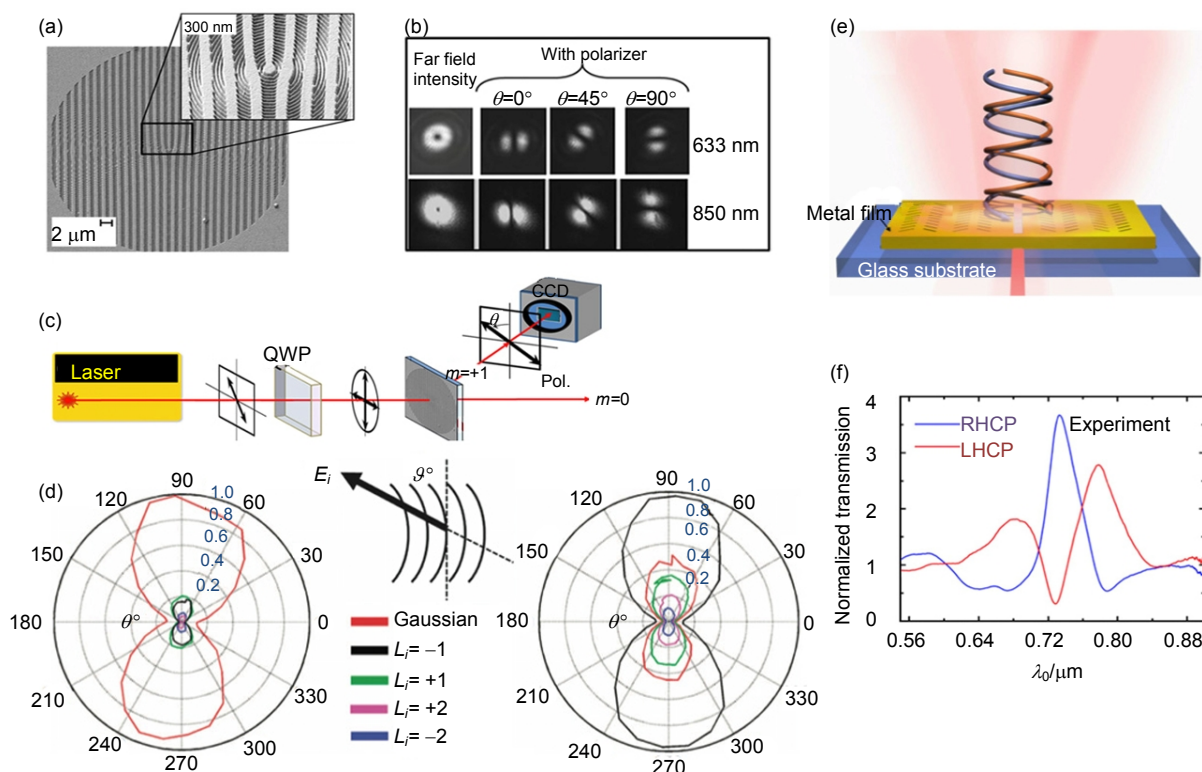 (a)
300 nm
2 μm
(b)
Far field
intensity
With polarizer
θ=0°
θ=45°
θ=90°
633 nm
850 nm
(c)
Laser
QWP
CCD
θ
m=+1
Pol.
m=0
(d)
90
120
60
150
30
180
0
210
330
240
300
270
1.0
0.8
0.6
0.4
0.2
θ°
E_i
ϑ°
Gaussian
L_i= −1
L_i= +1
L_i= +2
L_i= −2
90
120
60
150
30
180
0
210
330
240
300
270
1.0
0.8
0.6
0.4
0.2
θ°
(e)
Metal film
Glass substrate
(f)
RHCP
LHCP
Experiment
Normalized transmission
4
3
2
1
0
0.56
0.64
0.72
0.80
0.88
λ₀/μm